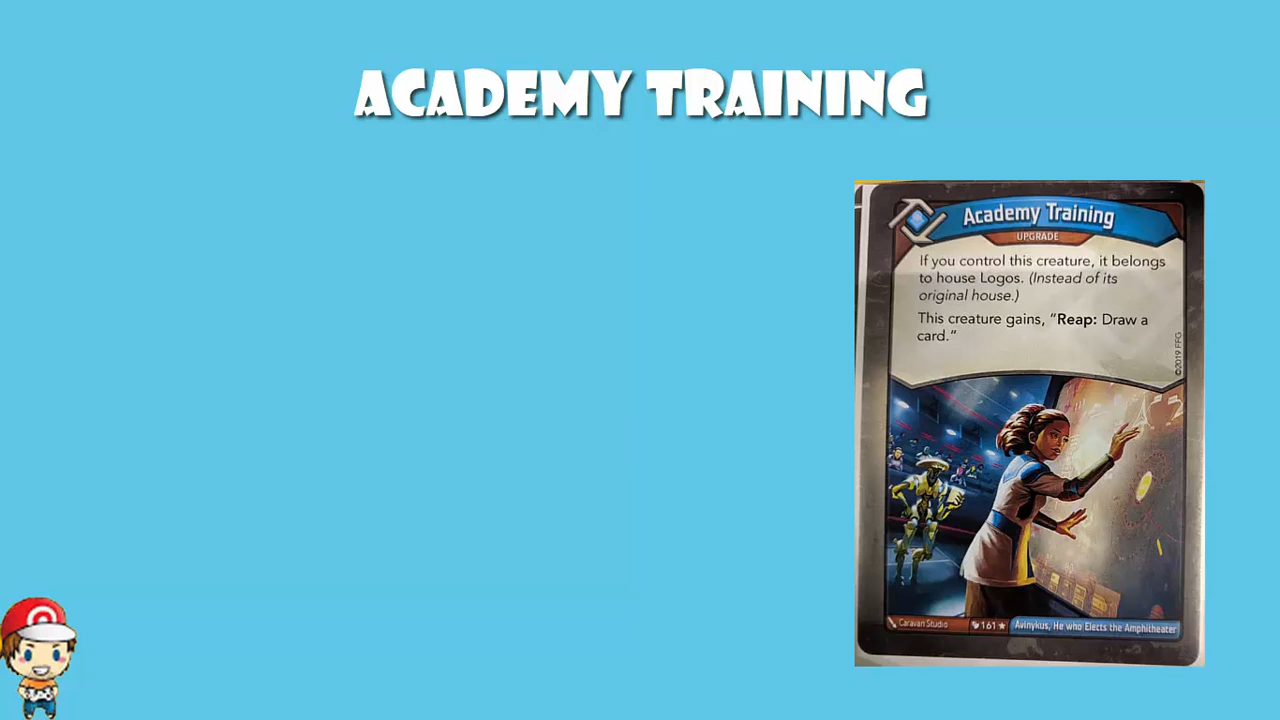 ACADEMY TRAINING
Academy Training
UPGRADE
If you control this creature, it belongs
to house Logos. (Instead of its
original house.)
This creature gains, “Reap: Draw a
card.”
©2019 FFG
Caravan Studio
161
Avinykus, He who Elects the Amphitheater